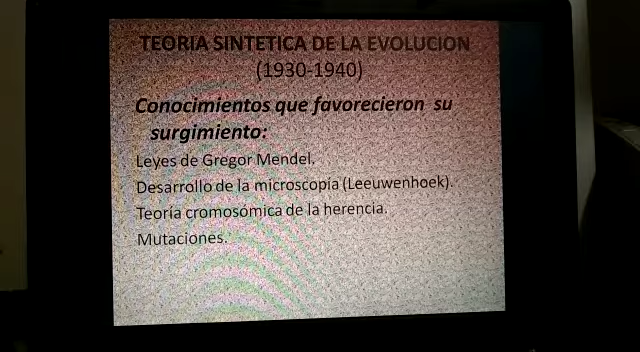 TEORIA SINTETICA DE LA EVOLUCION
(1930-1940)
Conocimientos que favorecieron su
surgimiento:
Leyes de Gregor Mendel.
Desarrollo de la microscopía (Leeuwenhoek).
Teoría cromosómica de la herencia.
Mutaciones.